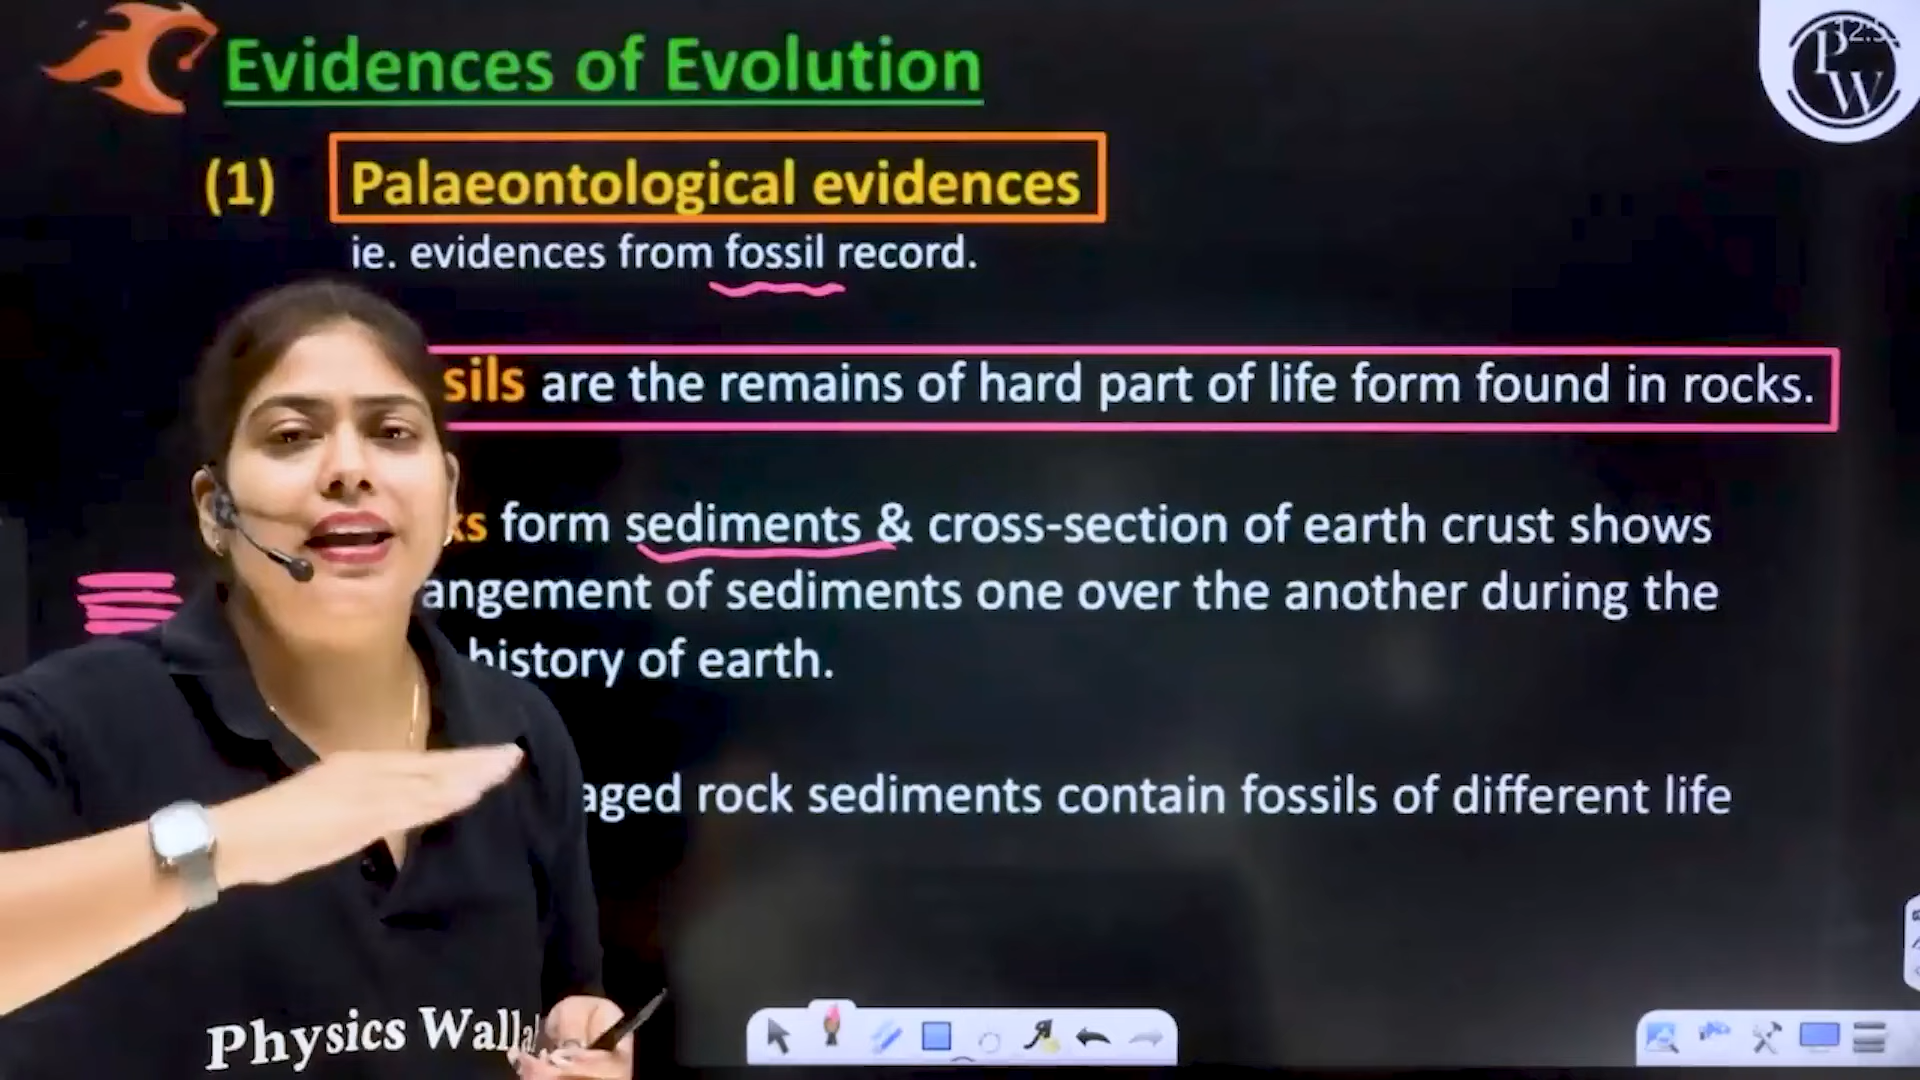 Evidences of Evolution
(1) Palaeontological evidences
ie. evidences from fossil record.
sils are the remains of hard part of life form found in rocks.
ks form sediments & cross-section of earth crust shows
angement of sediments one over the another during the
history of earth.
aged rock sediments contain fossils of different life
Physics Walla
P
W